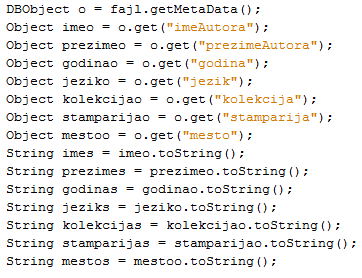 DBObject o = fajl.getMetaData();
Object imeo = o.get("imeAutora");
Object prezimeo = o.get("prezimeAutora");
Object godinao = o.get("godina");
Object jeziko = o.get("jezik");
Object kolekcijao = o.get("kolekcija");
Object stamparijao = o.get("stamparija");
Object mestoo = o.get("mesto");
String imes = imeo.toString();
String prezimes = prezimeo.toString();
String godinas = godinao.toString();
String jeziks = jeziko.toString();
String kolekcijas = kolekcijao.toString();
String stamparijas = stamparijao.toString();
String mestos = mestoo.toString();